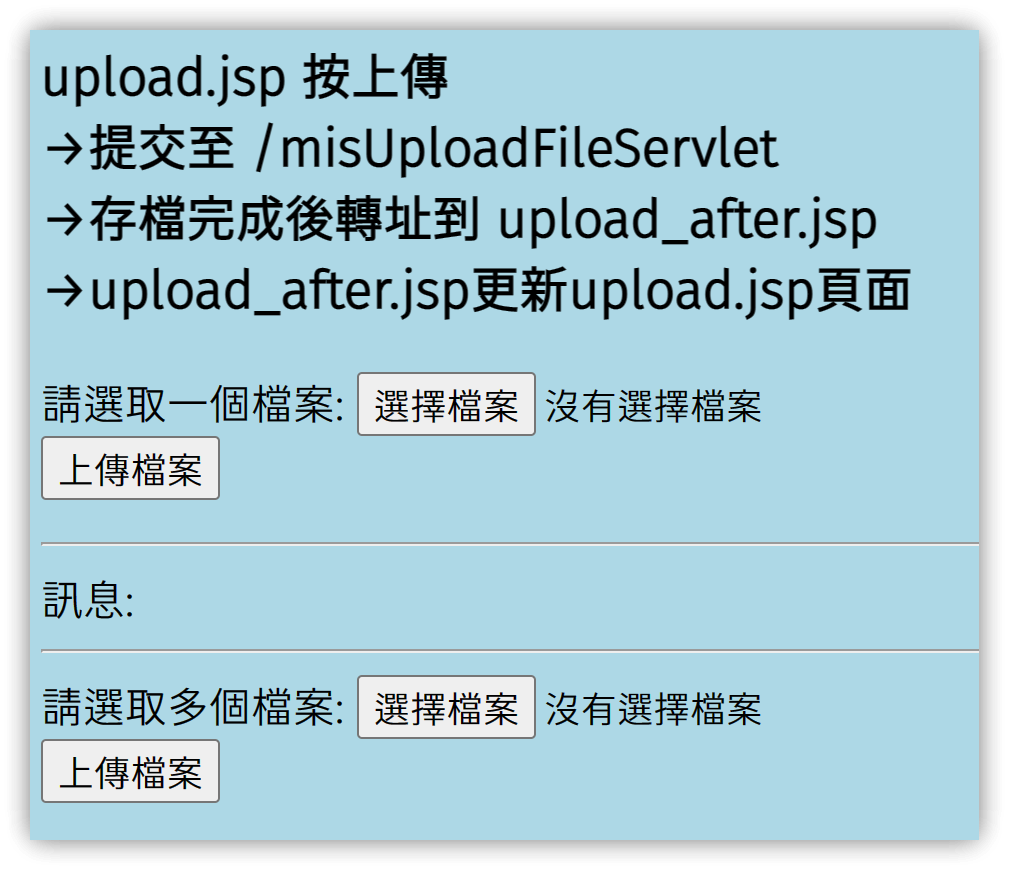 upload.jsp 按上傳
→提交至 /misUploadFileServlet
→存檔完成後轉址到 upload_after.jsp
→upload_after.jsp更新upload.jsp頁面
請選取一個檔案: 選擇檔案 沒有選擇檔案
上傳檔案
訊息:
請選取多個檔案: 選擇檔案 沒有選擇檔案
上傳檔案